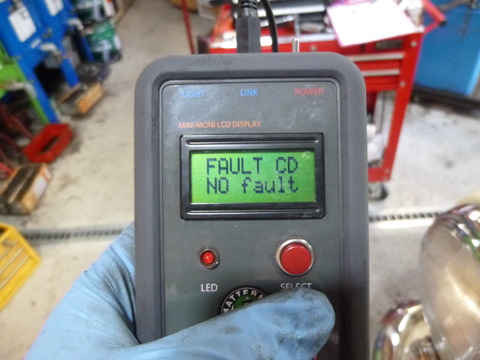 LIGHT LINK POWER
MINI-MONI LCD DISPLAY
FAULT CD
NO fault
LED SELECT